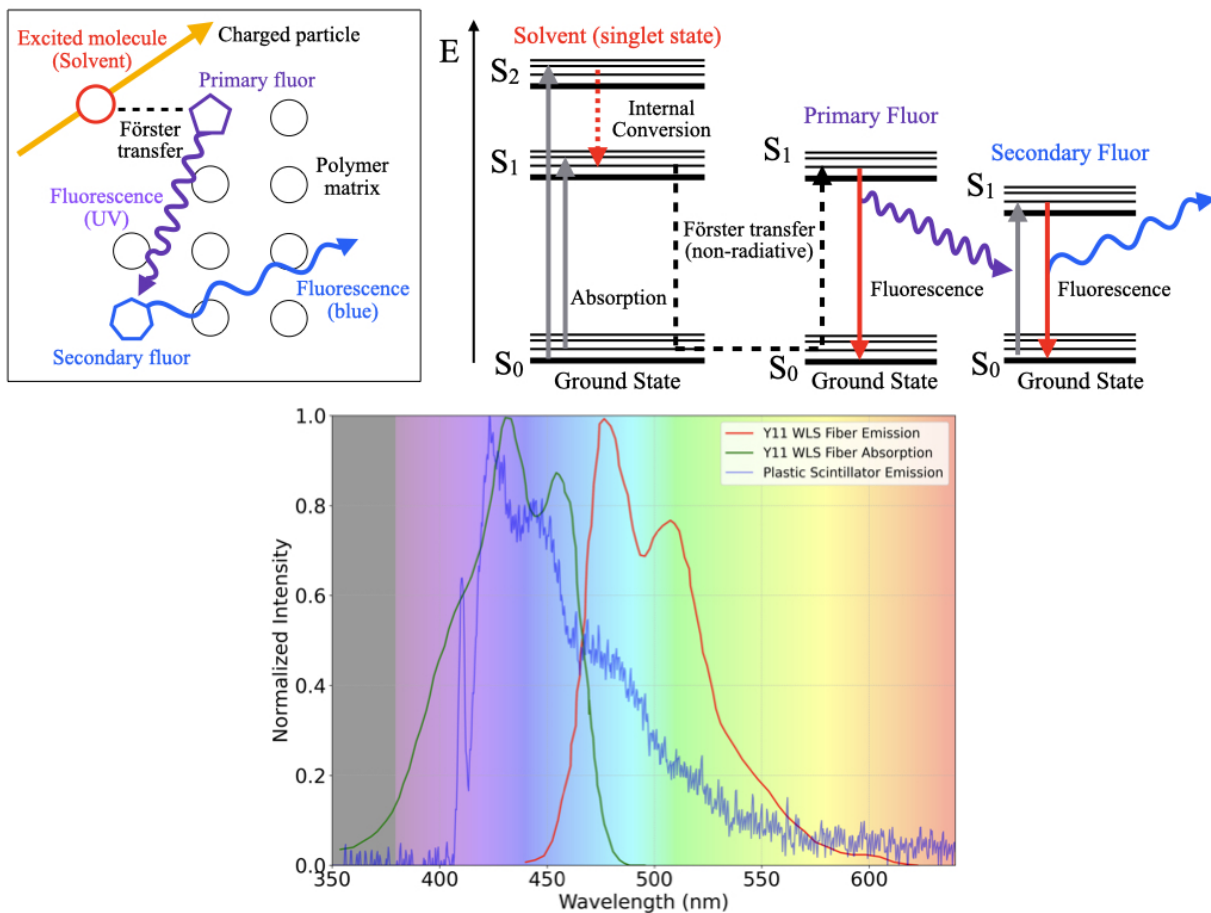 Excited molecule
(Solvent)
Charged particle
Primary fluor
Förster
transfer
Polymer
matrix
Fluorescence
(UV)
Fluorescence
(blue)
Secondary fluor
E
Solvent (singlet state)
S2
Internal
Conversion
S1
Absorption
S0
Ground State
Förster transfer
(non-radiative)
Primary Fluor
S1
Fluorescence
S0
Ground State
Secondary Fluor
S1
Fluorescence
S0
Ground State
Y11 WLS Fiber Emission
Y11 WLS Fiber Absorption
Plastic Scintillator Emission
Normalized Intensity
1.0
0.8
0.6
0.4
0.2
0.0
350 400 450 500 550 600
Wavelength (nm)